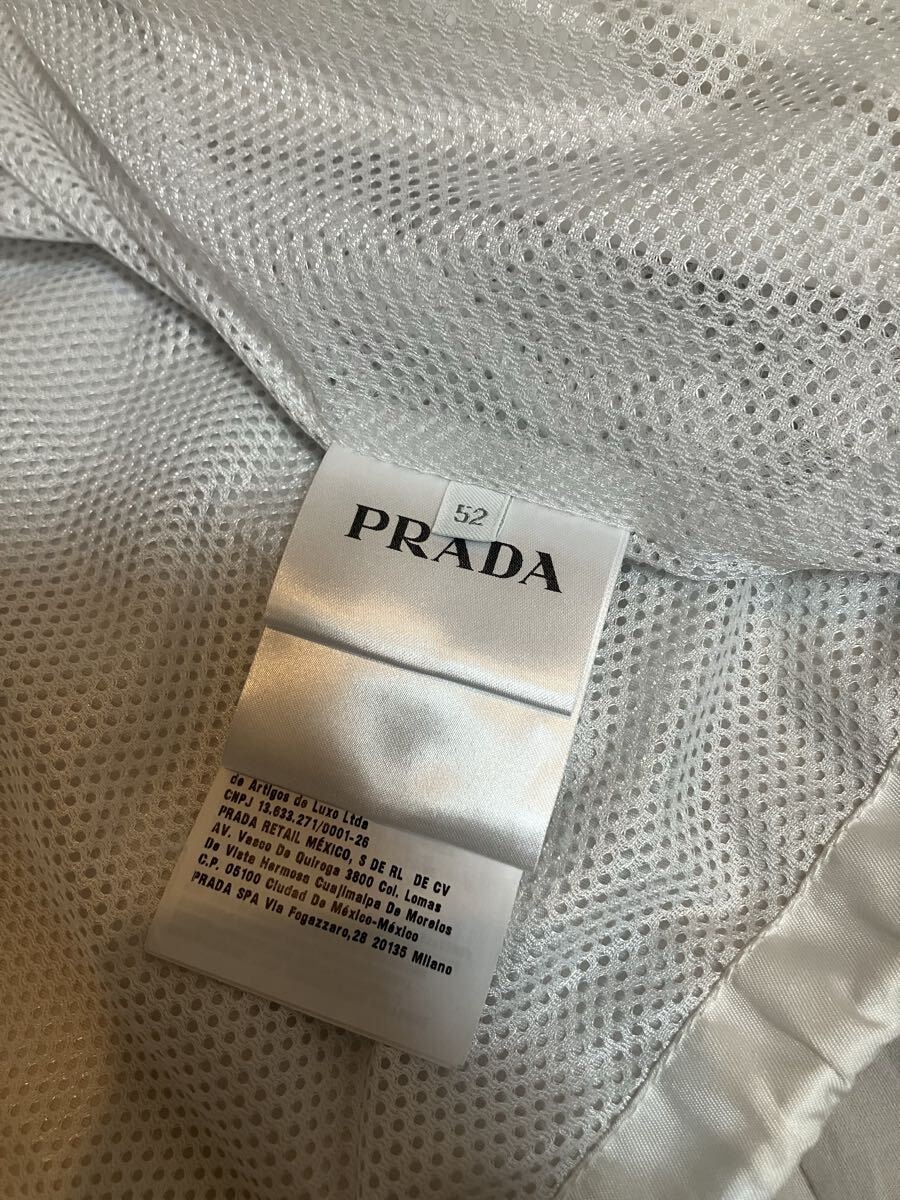 52
PRADA
de Artigos de Luxo Ltda
CNPJ 13.633.271/0001-26
PRADA RETAIL MÉXICO, S DE RL DE CV
AV. Vasco De Quiroga 3800 Col. Lomas
De Vista Hermosa Cuajimalpa De Morelos
C.P. 05100 Ciudad De México-México
PRADA SPA Via Fogazzaro,28 20135 Milano